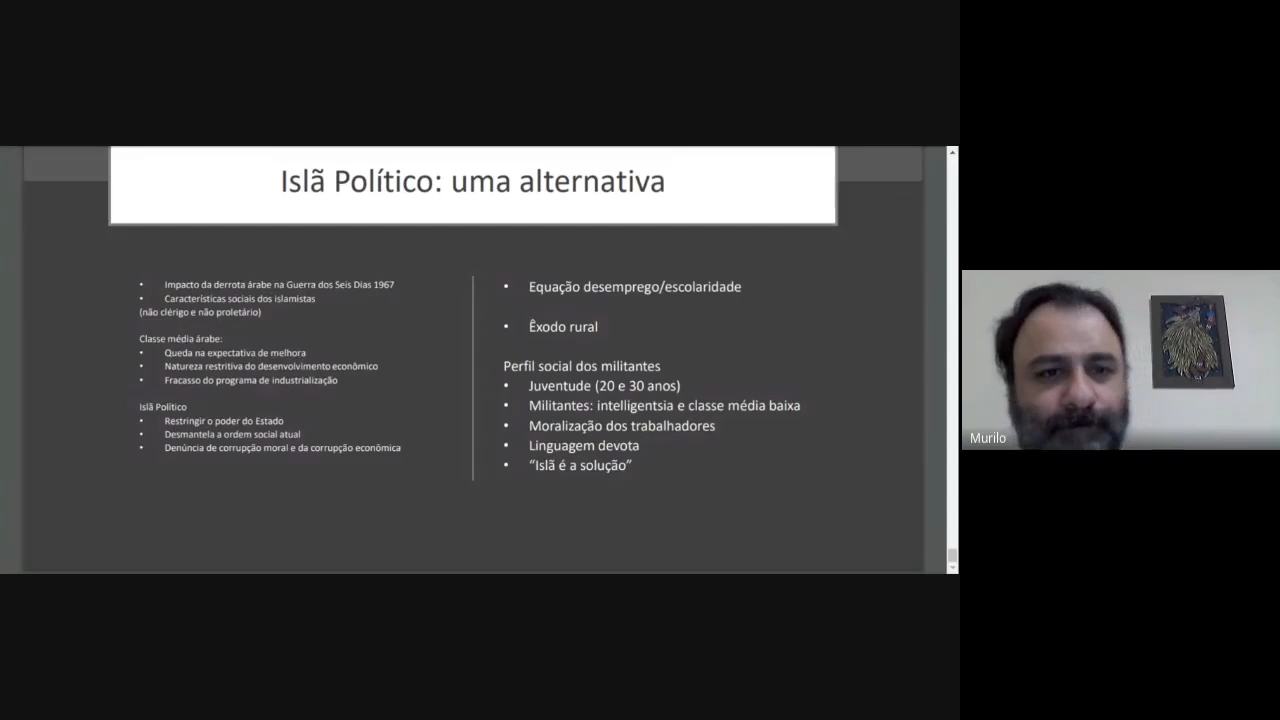 Islã Político: uma alternativa
• Impacto da derrota árabe na Guerra dos Seis Dias 1967
• Características sociais dos islamistas
(não clérigo e não proletário)
Classe média árabe:
• Queda na expectativa de melhora
• Natureza restritiva do desenvolvimento econômico
• Fracasso do programa de industrialização
Islã Político
• Restringir o poder do Estado
• Desmantela a ordem social atual
• Denúncia de corrupção moral e da corrupção econômica
• Equação desemprego/escolaridade
• Êxodo rural
Perfil social dos militantes
• Juventude (20 e 30 anos)
• Militantes: intelligentsia e classe média baixa
• Moralização dos trabalhadores
• Linguagem devota
• “Islã é a solução”
Murilo